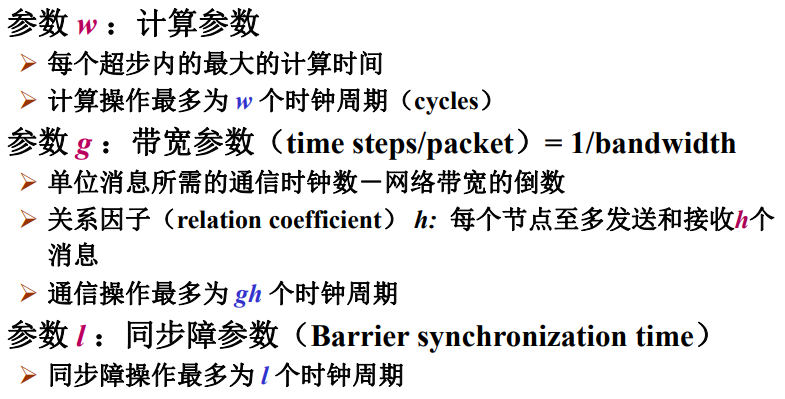 参数 w：计算参数
➢ 每个超步内的最大的计算时间
➢ 计算操作最多为 w 个时钟周期（cycles）
参数 g：带宽参数（time steps/packet）= 1/bandwidth
➢ 单位消息所需的通信时钟数－网络带宽的倒数
➢ 关系因子（relation coefficient） h: 每个节点至多发送和接收h个
消息
➢ 通信操作最多为 gh 个时钟周期
参数 l：同步障参数（Barrier synchronization time）
➢ 同步障操作最多为 l 个时钟周期